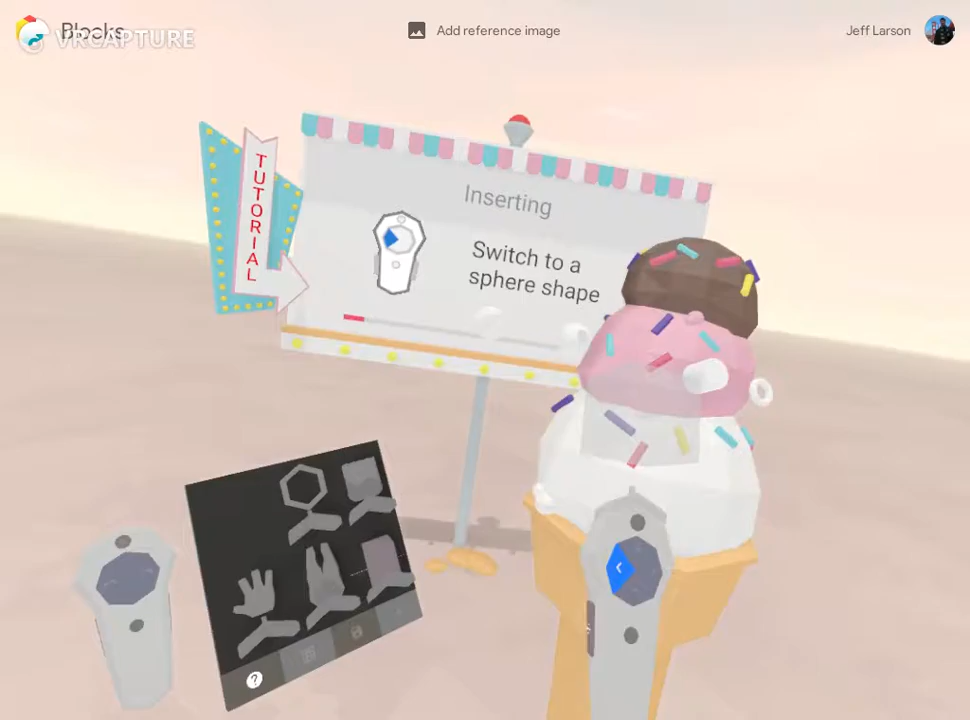 Blocks
VRCAPTURE
Add reference image
Jeff Larson
TUTORIAL
Inserting
Switch to a
sphere shape
?